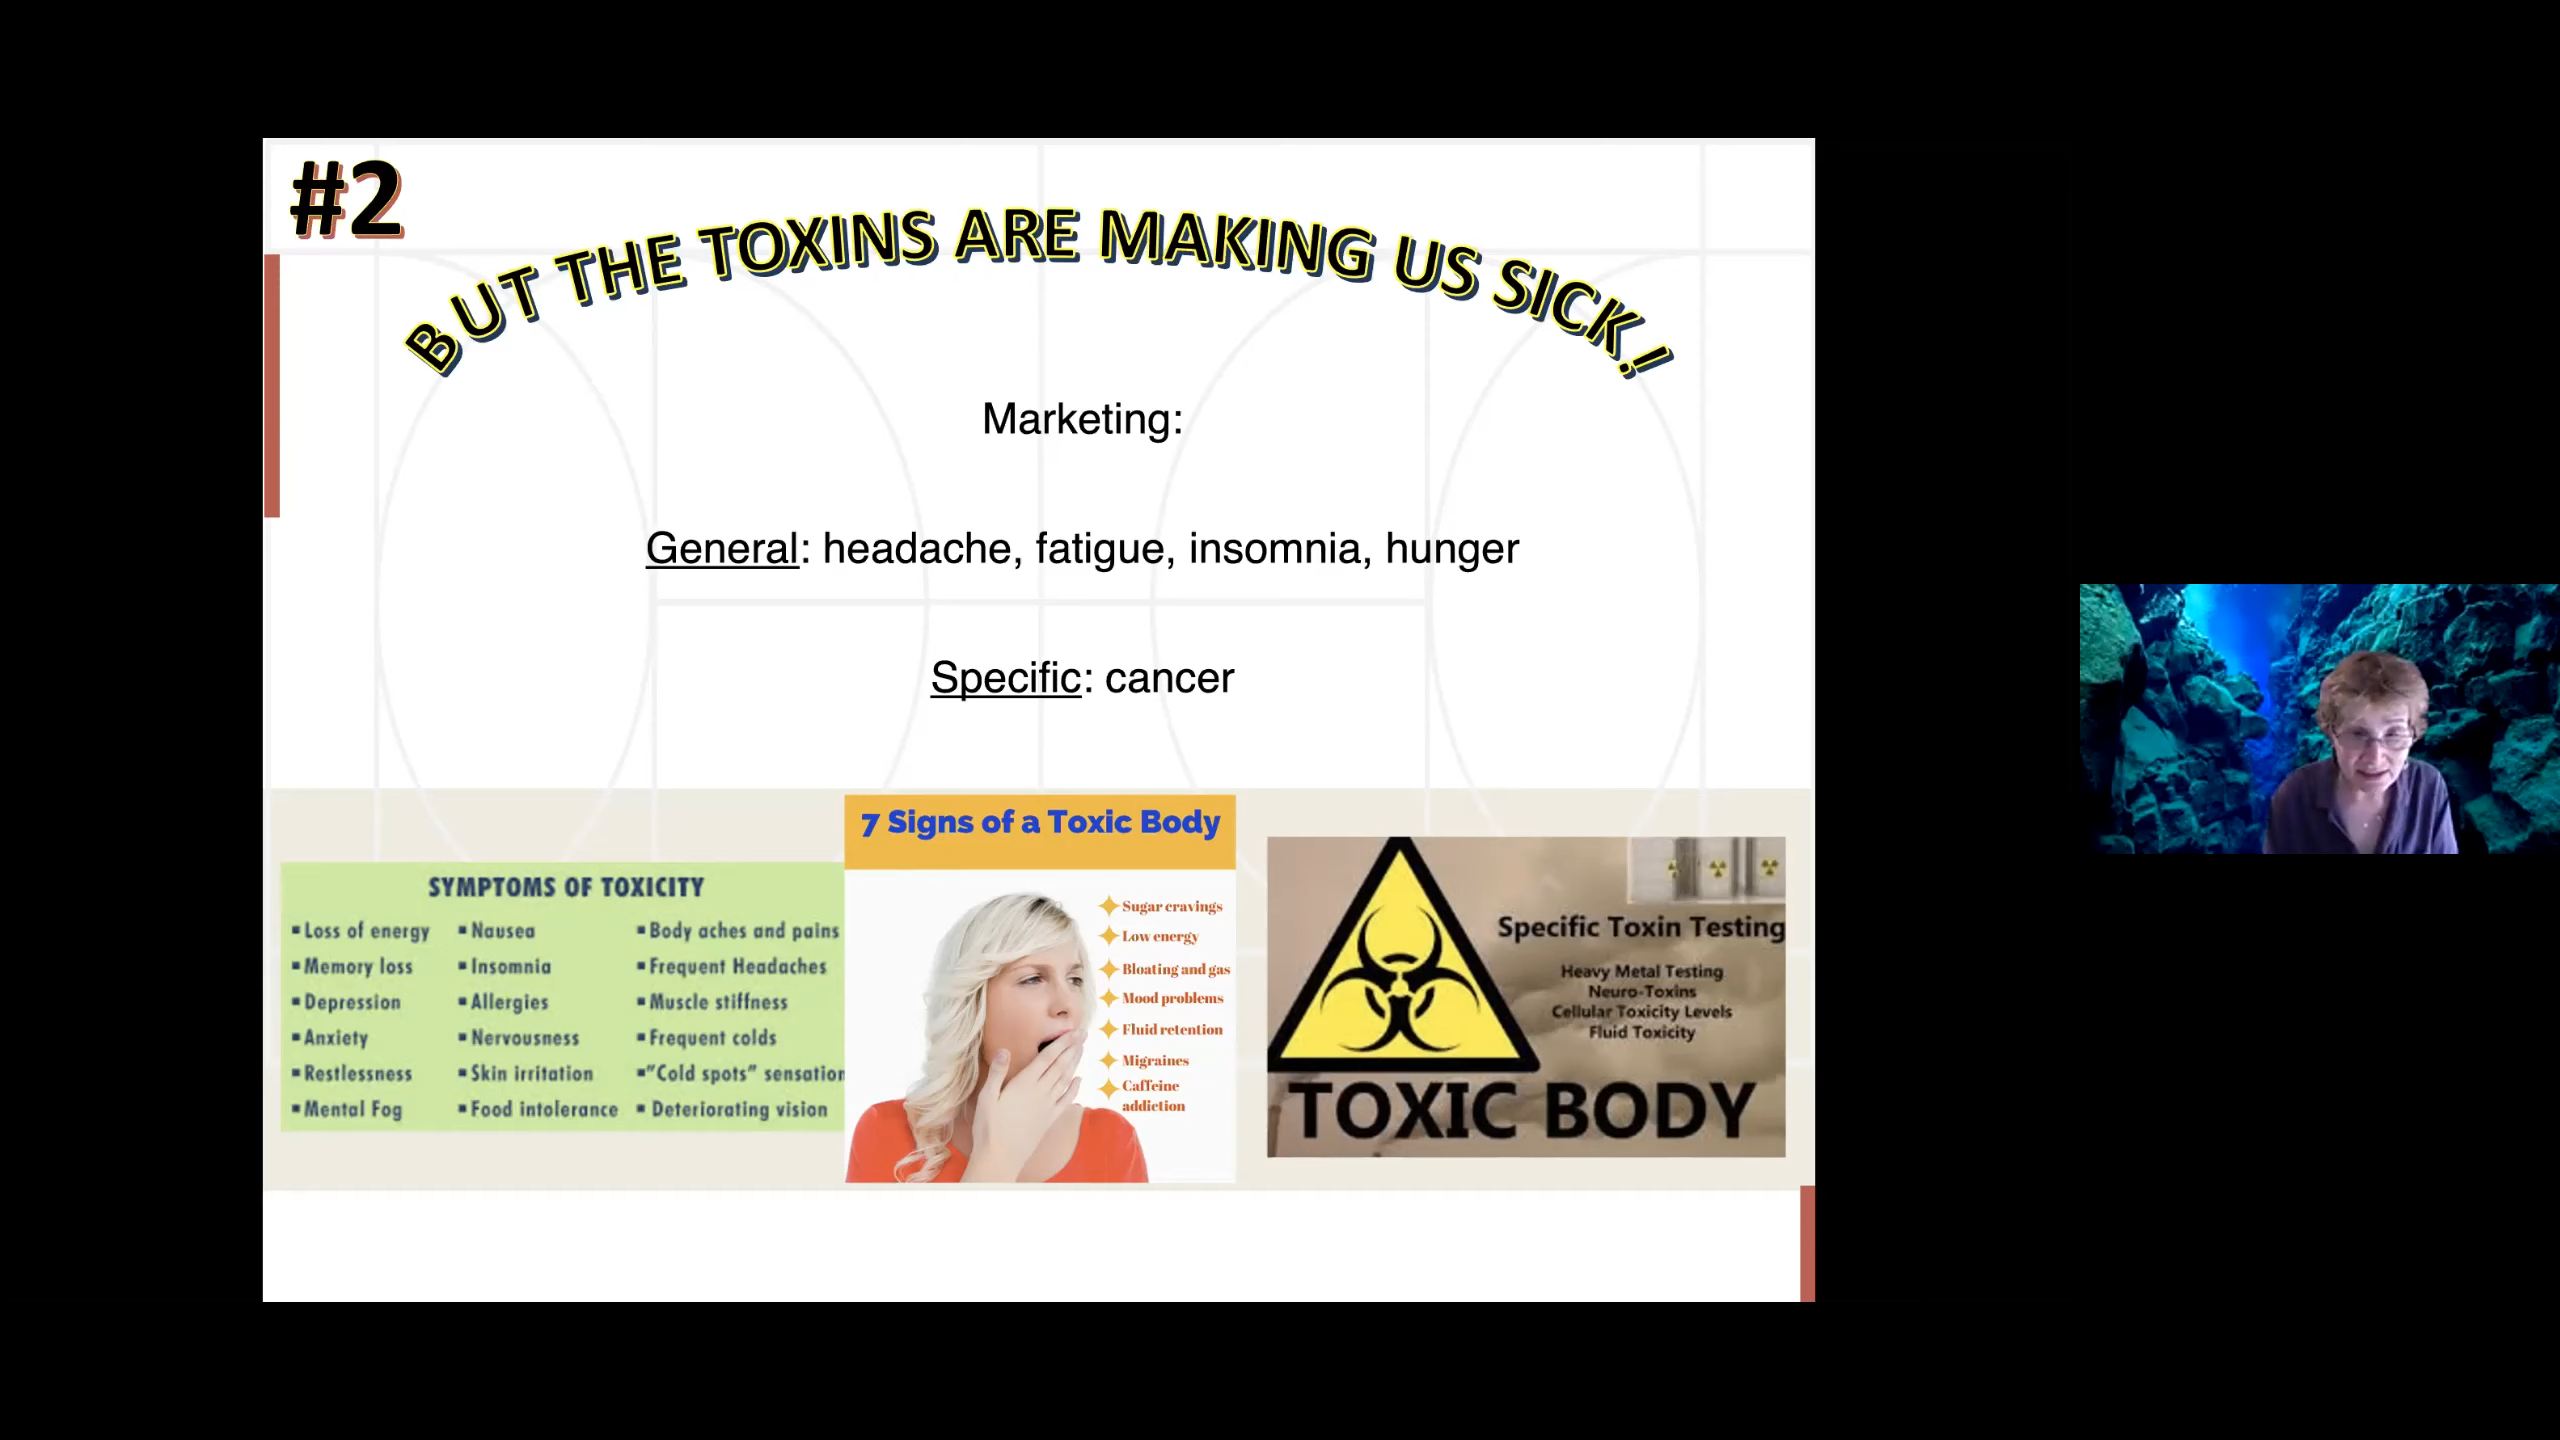 #2
BUT THE TOXINS ARE MAKING US SICK!
Marketing:
General: headache, fatigue, insomnia, hunger
Specific: cancer
SYMPTOMS OF TOXICITY
▪ Loss of energy
▪ Memory loss
▪ Depression
▪ Anxiety
▪ Restlessness
▪ Mental Fog
▪ Nausea
▪ Insomnia
▪ Allergies
▪ Nervousness
▪ Skin irritation
▪ Food intolerance
▪ Body aches and pains
▪ Frequent Headaches
▪ Muscle stiffness
▪ Frequent colds
▪ "Cold spots" sensation
▪ Deteriorating vision
7 Signs of a Toxic Body
Sugar cravings
Low energy
Bloating and gas
Mood problems
Fluid retention
Migraines
Caffeine
addiction
Specific Toxin Testing
Heavy Metal Testing
Neuro-Toxins
Cellular Toxicity Levels
Fluid Toxicity
TOXIC BODY